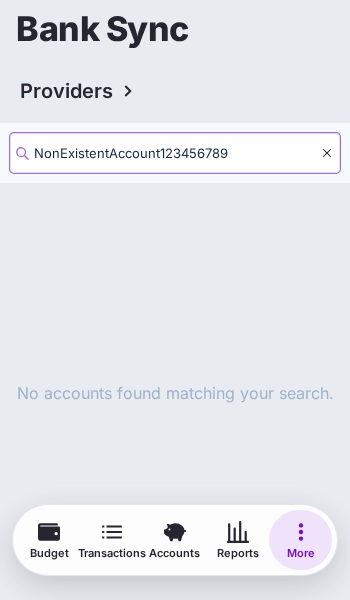 Bank Sync
Providers
NonExistentAccount123456789
No accounts found matching your search.
Budget Transactions Accounts Reports More